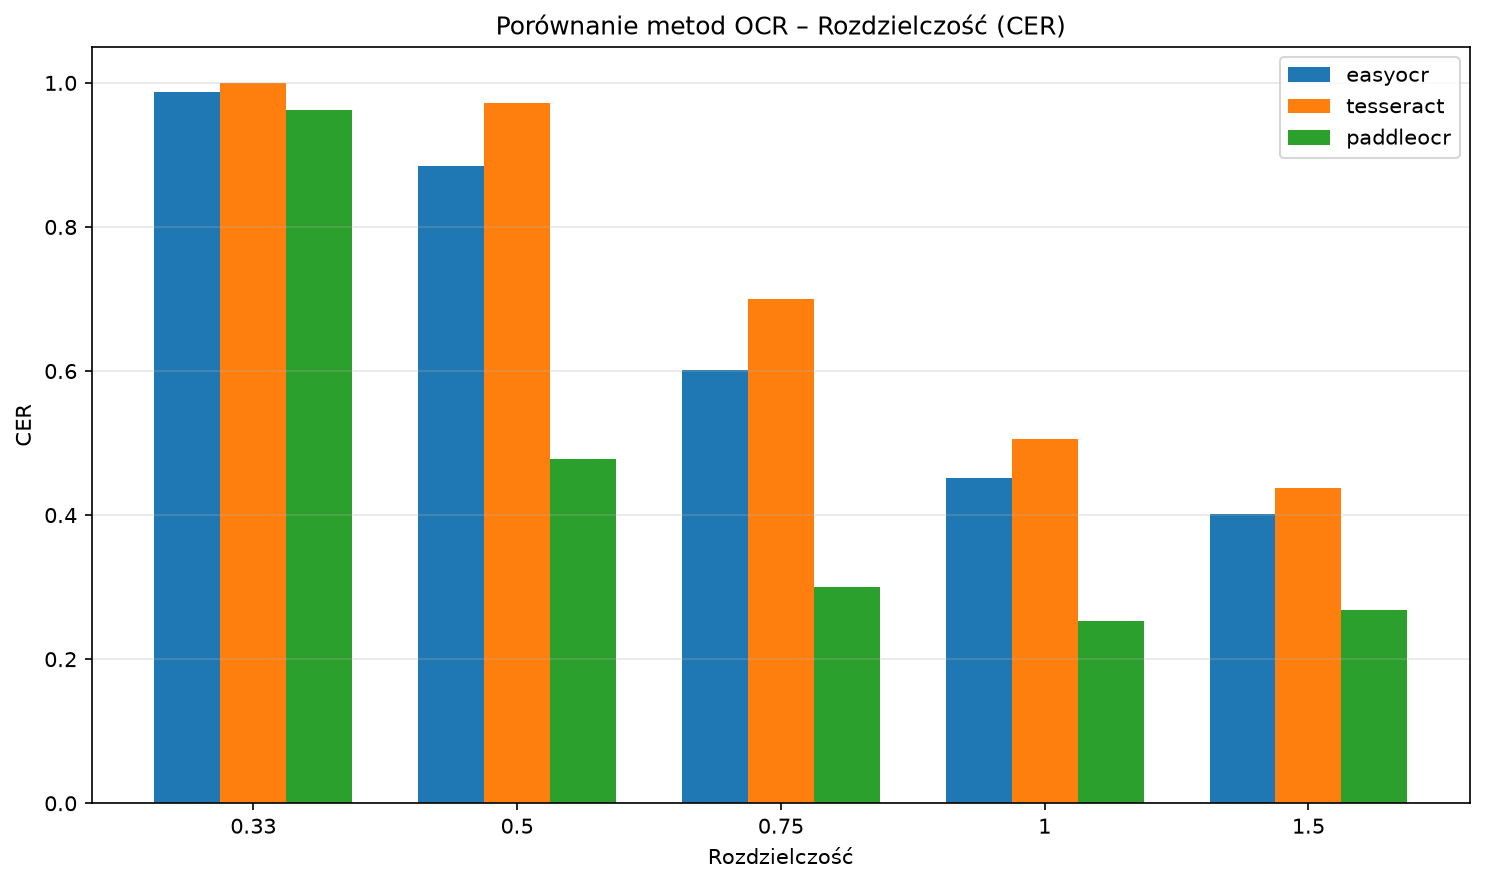 Porównanie metod OCR – Rozdzielczość (CER)
easyocr
tesseract
paddleocr
1.0
0.8
0.6
0.4
0.2
0.0
CER
0.33 0.5 0.75 1 1.5
Rozdzielczość